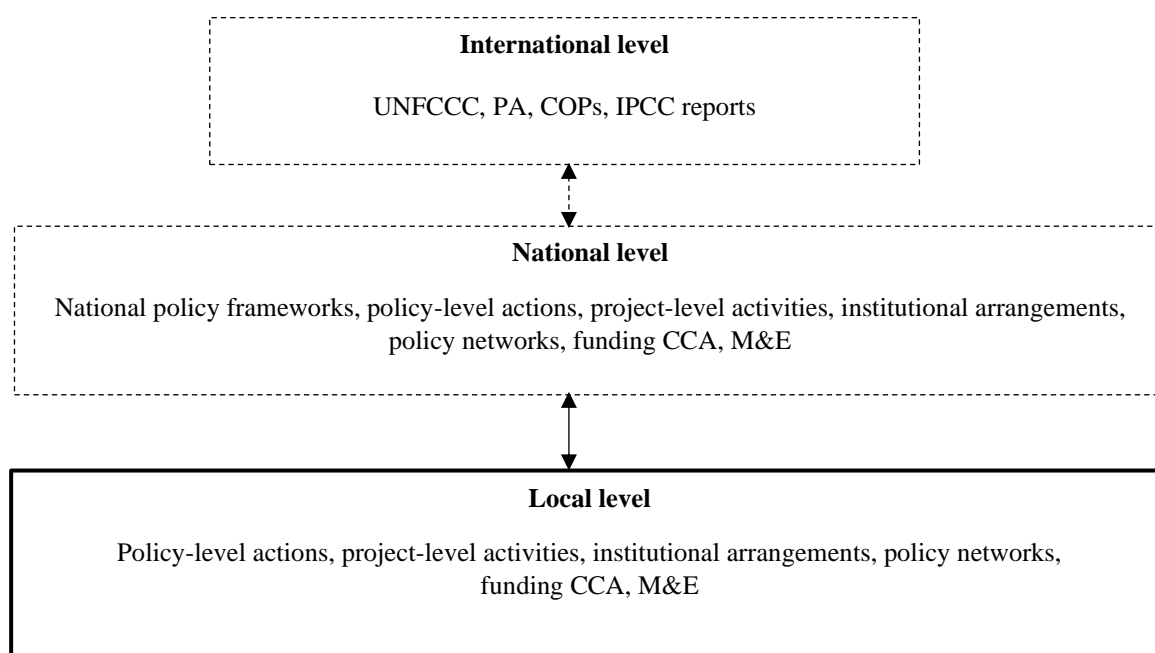 International level
UNFCCC, PA, COPs, IPCC reports
National level
National policy frameworks, policy-level actions, project-level activities, institutional arrangements,
policy networks, funding CCA, M&E
Local level
Policy-level actions, project-level activities, institutional arrangements, policy networks,
funding CCA, M&E